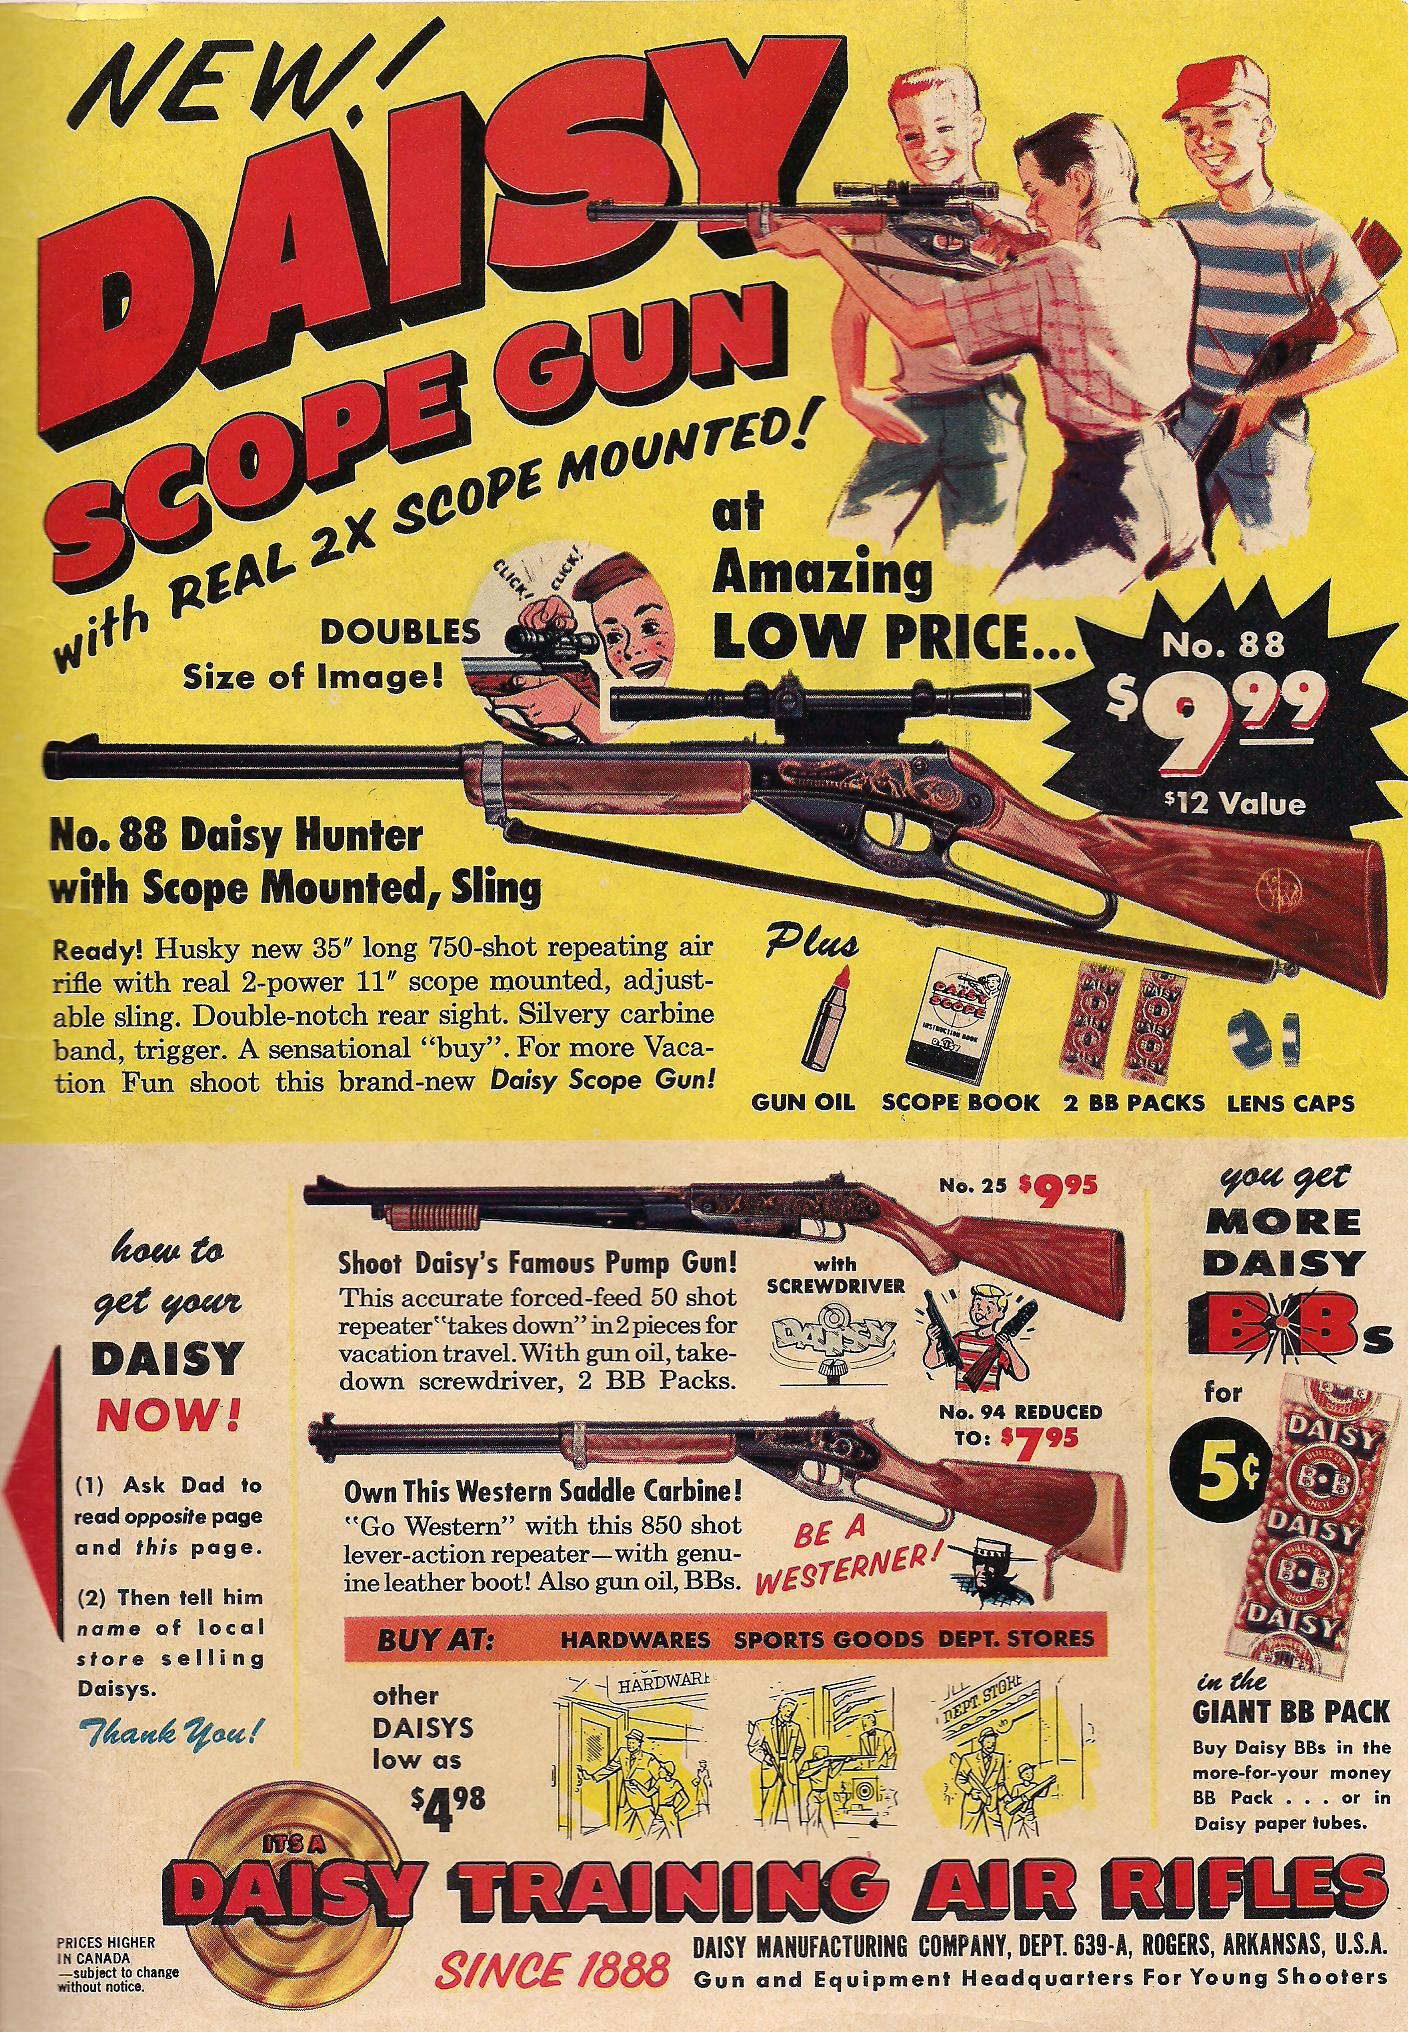 NEW!
DAISY
SCOPE GUN
with REAL 2X SCOPE MOUNTED!
at
Amazing
LOW PRICE...
CLICK! CLICK!
DOUBLES
Size of Image!
No. 88
$9.99
$12 Value
No. 88 Daisy Hunter
with Scope Mounted, Sling
Ready! Husky new 35″ long 750-shot repeating air
rifle with real 2-power 11″ scope mounted, adjust-
able sling. Double-notch rear sight. Silvery carbine
band, trigger. A sensational “buy”. For more Vaca-
tion Fun shoot this brand-new Daisy Scope Gun!
Plus
DAISY
SCOPE
INSTRUCTION BOOK
DAISY
GUN OIL SCOPE BOOK 2 BB PACKS LENS CAPS
how to
get your
DAISY
NOW!
(1) Ask Dad to
read opposite page
and this page.
(2) Then tell him
name of local
store selling
Daisys.
Thank You!
No. 25 $9.95
Shoot Daisy's Famous Pump Gun!
This accurate forced-feed 50 shot
repeater “takes down” in 2 pieces for
vacation travel. With gun oil, take-
down screwdriver, 2 BB Packs.
with
SCREWDRIVER
DAISY
No. 94 REDUCED
TO: $7.95
Own This Western Saddle Carbine!
“Go Western” with this 850 shot
lever-action repeater—with genu-
ine leather boot! Also gun oil, BBs.
BE A
WESTERNER!
BUY AT: HARDWARES SPORTS GOODS DEPT. STORES
HARDWARE
DEPT. STORE
other
DAISYS
low as
$4.98
you get
MORE
DAISY
BBs
for
5¢
DAISY
BULLS EYE
BB
SHOT
DAISY
BULLS EYE
BB
SHOT
DAISY
in the
GIANT BB PACK
Buy Daisy BBs in the
more-for-your money
BB Pack . . . or in
Daisy paper tubes.
ITS A
DAISY TRAINING AIR RIFLES
PRICES HIGHER
IN CANADA
—subject to change
without notice.
SINCE 1888
DAISY MANUFACTURING COMPANY, DEPT. 639-A, ROGERS, ARKANSAS, U.S.A.
Gun and Equipment Headquarters For Young Shooters